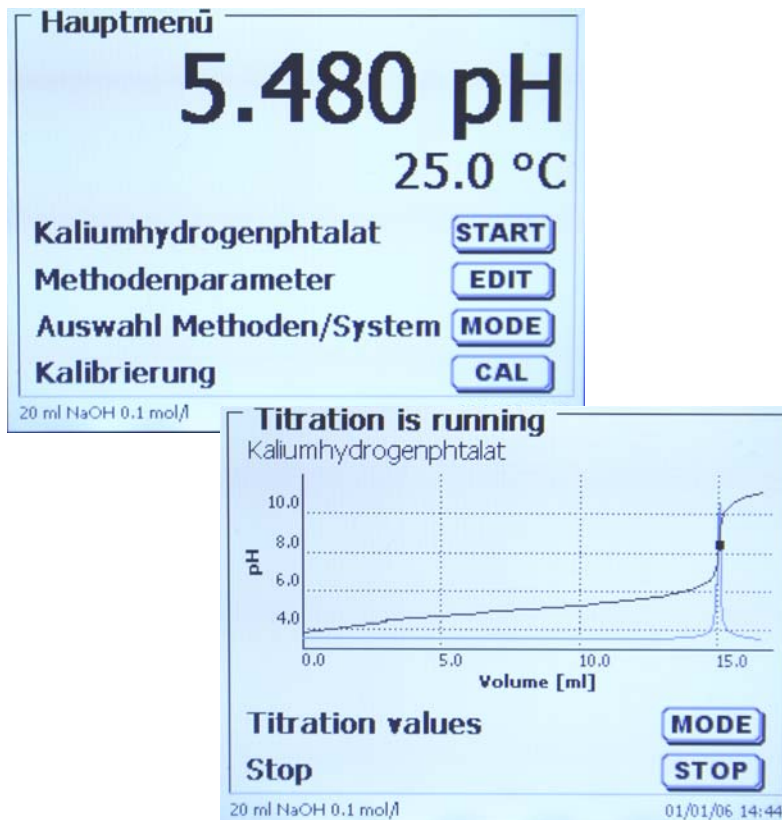 Hauptmenü
5.480 pH
25.0 °C
Kaliumhydrogenphtalat START
Methodenparameter EDIT
Auswahl Methoden/System MODE
Kalibrierung CAL
20 ml NaOH 0.1 mol/l
Titration is running
Kaliumhydrogenphtalat
10.0
8.0
6.0
4.0
pH
0.0 5.0 10.0 15.0
Volume [ml]
Titration values MODE
Stop STOP
20 ml NaOH 0.1 mol/l 01/01/06 14:44